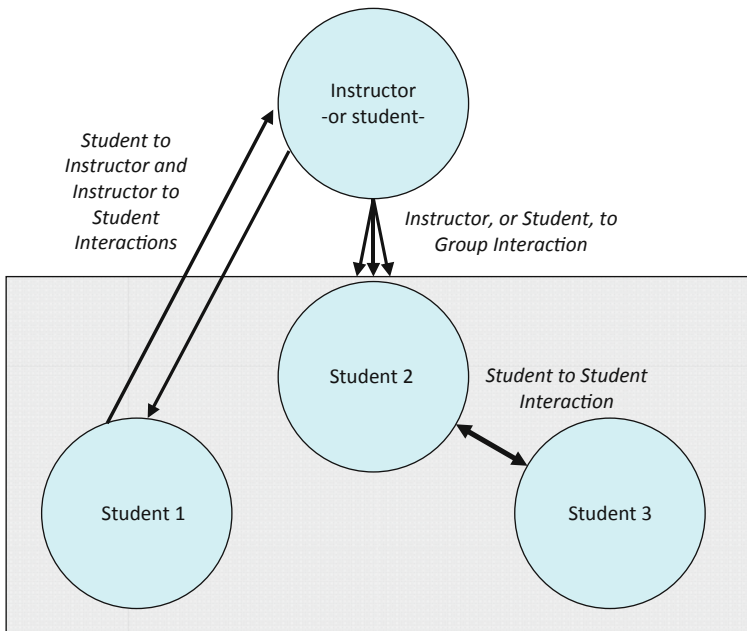 Instructor
-or student-
Student to
Instructor and
Instructor to
Student
Interactions
Instructor, or Student, to
Group Interaction
Student 2
Student to Student
Interaction
Student 1
Student 3